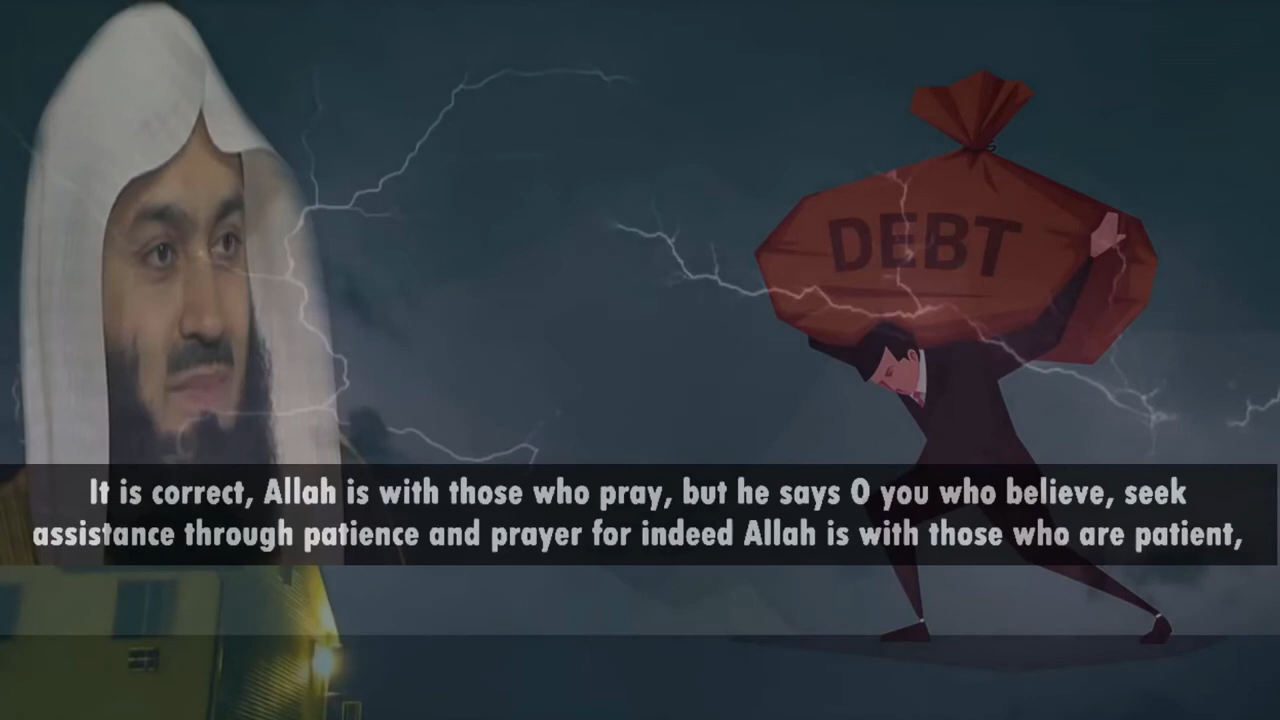 DEBT
It is correct, Allah is with those who pray, but he says O you who believe, seek
assistance through patience and prayer for indeed Allah is with those who are patient,